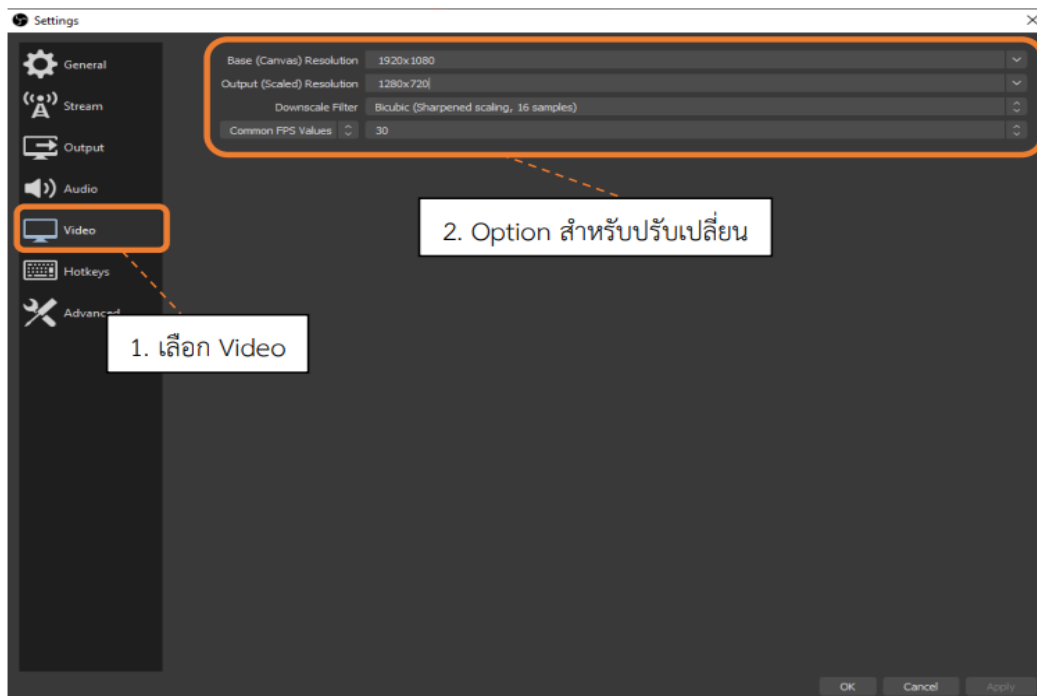 Settings
General
Stream
Output
Audio
Video
Hotkeys
Advanced
Base (Canvas) Resolution 1920x1080
Output (Scaled) Resolution 1280x720
Downscale Filter Bicubic (Sharpened scaling, 16 samples)
Common FPS Values 30
2. Option สำหรับปรับเปลี่ยน
1. เลือก Video
OK Cancel Apply